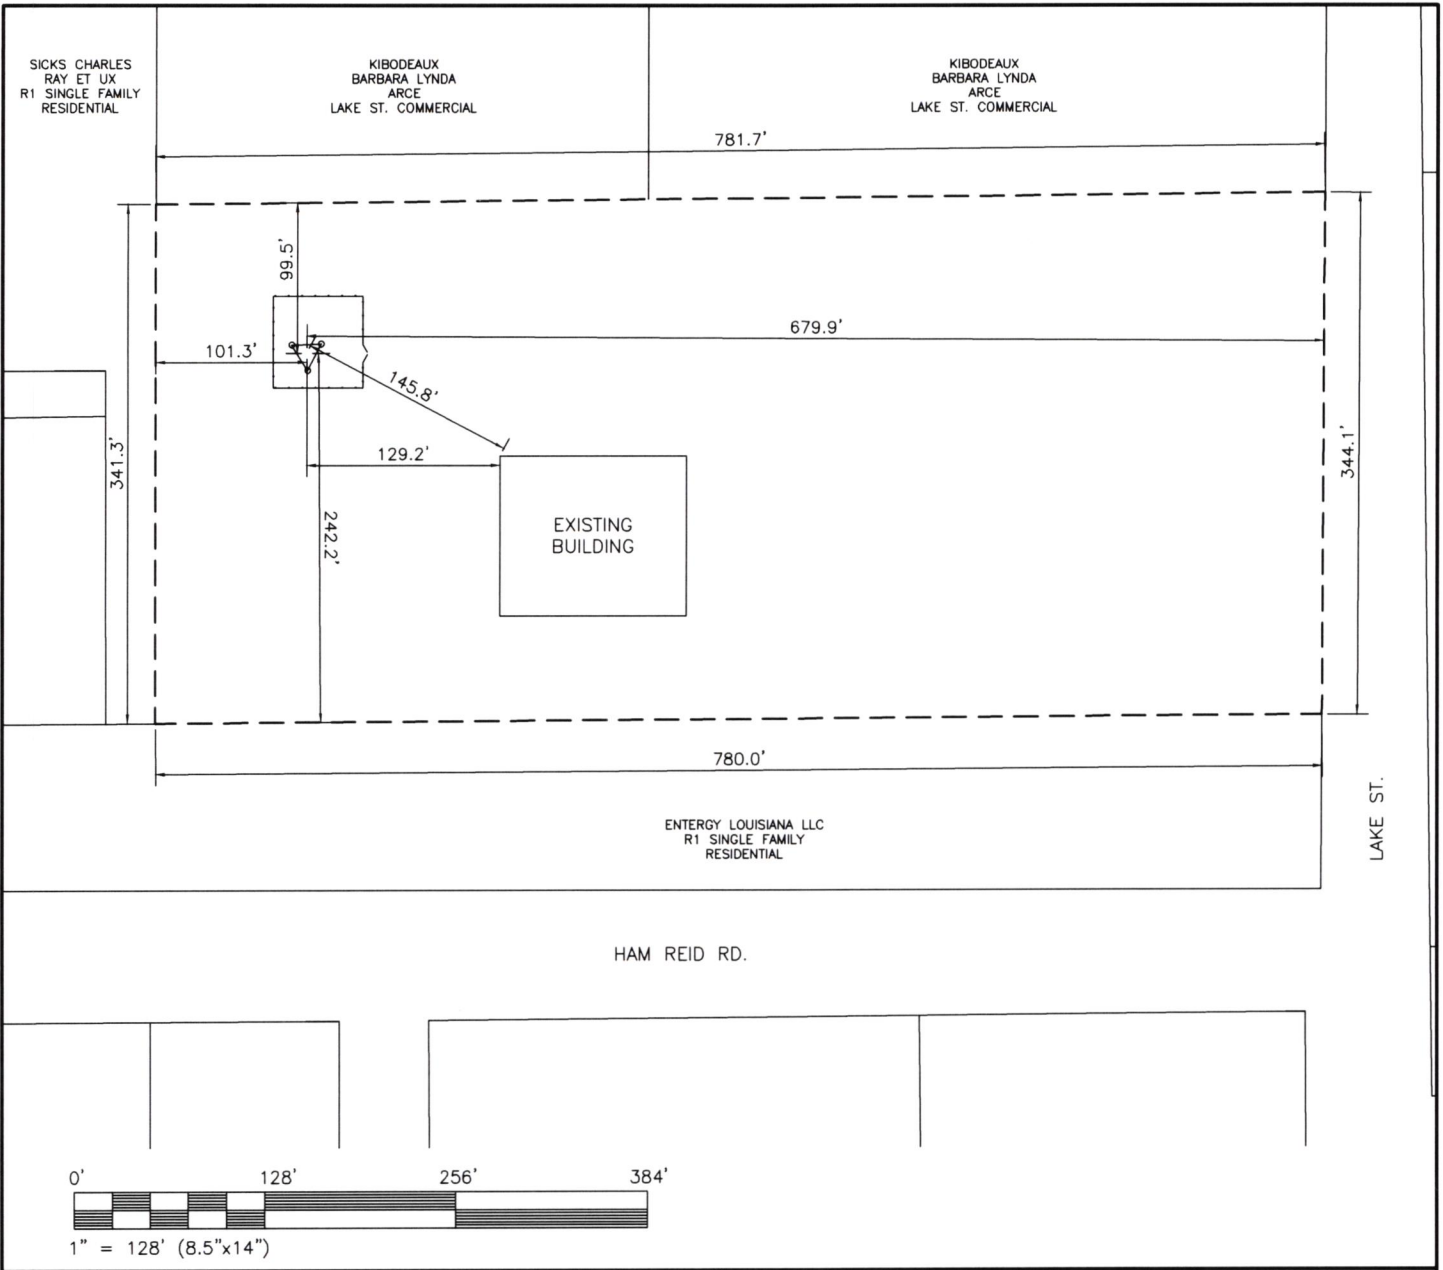 SICKS CHARLES
RAY ET UX
R1 SINGLE FAMILY
RESIDENTIAL
KIBODEAUX
BARBARA LYNDA
ARCE
LAKE ST. COMMERCIAL
KIBODEAUX
BARBARA LYNDA
ARCE
LAKE ST. COMMERCIAL
781.7'
99.5'
679.9'
101.3'
145.8'
341.3'
129.2'
344.1'
242.2'
EXISTING
BUILDING
780.0'
ENTERGY LOUISIANA LLC
R1 SINGLE FAMILY
RESIDENTIAL
LAKE ST.
HAM REID RD.
0' 128' 256' 384'
1" = 128' (8.5"x14")